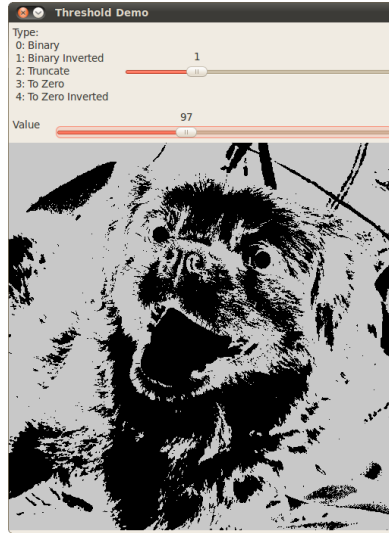 Threshold Demo
Type:
0: Binary
1: Binary Inverted
2: Truncate
3: To Zero
4: To Zero Inverted
1
Value
97